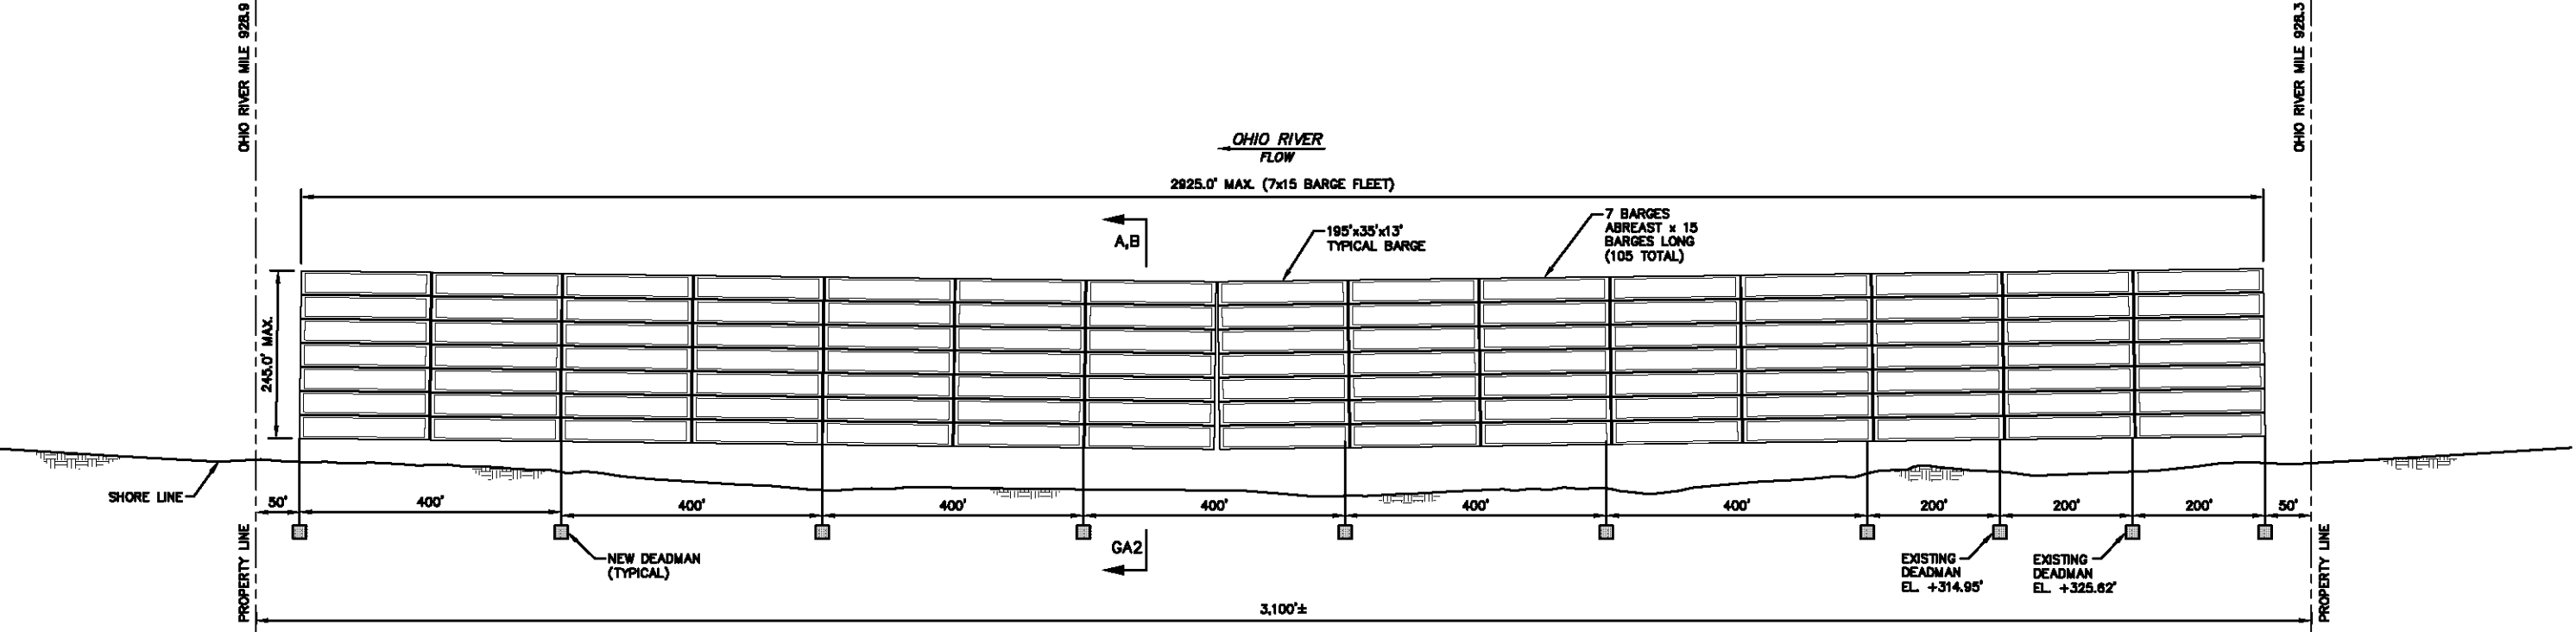 OHIO RIVER MILE 928.9
OHIO RIVER MILE 928.3
OHIO RIVER
FLOW
2925.0' MAX. (7x15 BARGE FLEET)
A,B
195'x35'x13'
TYPICAL BARGE
7 BARGES
ABREAST x 15
BARGES LONG
(105 TOTAL)
245.0' MAX.
SHORE LINE
50'
400'
400'
400'
400'
400'
400'
200'
200'
200'
50'
PROPERTY LINE
NEW DEADMAN
(TYPICAL)
GA2
EXISTING
DEADMAN
EL. +314.95'
EXISTING
DEADMAN
EL. +325.62'
PROPERTY LINE
3,100'±